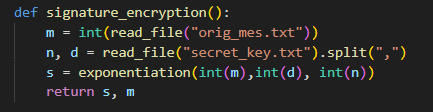 def signature_encryption():
    m = int(read_file("orig_mes.txt"))
    n, d = read_file("secret_key.txt").split(",")
    s = exponentiation(int(m),int(d), int(n))
    return s, m